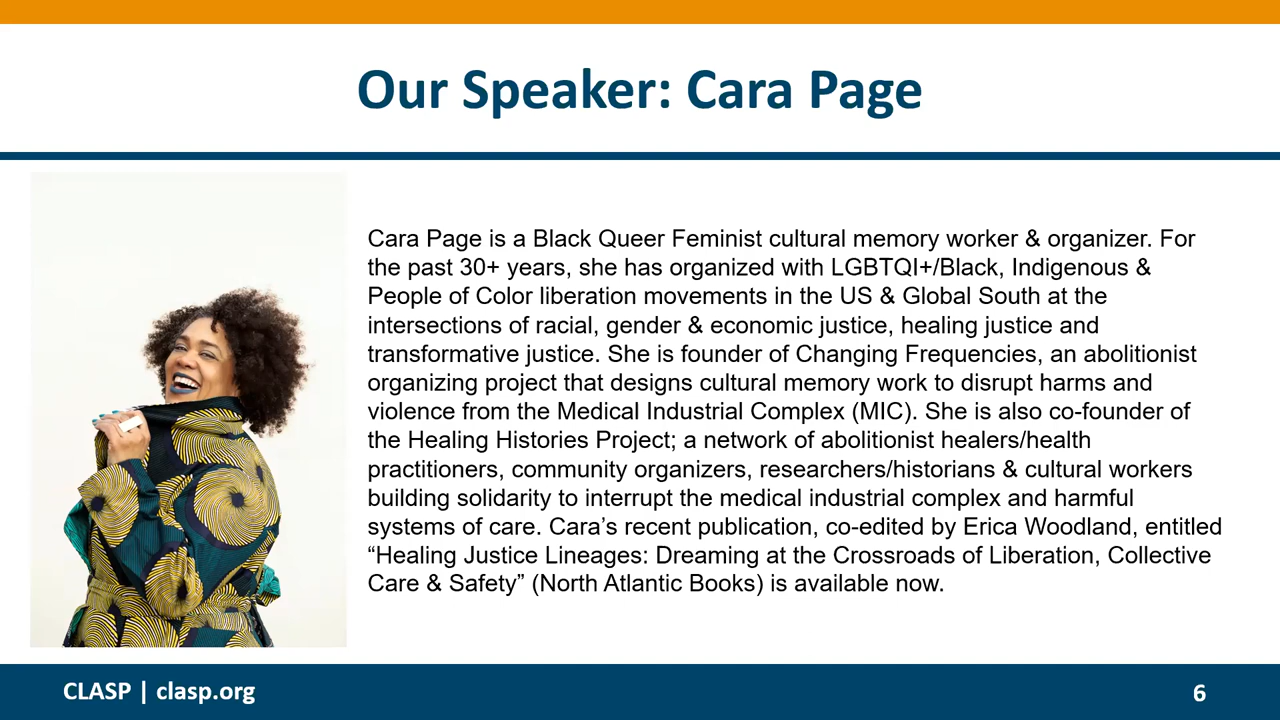 Our Speaker: Cara Page
Cara Page is a Black Queer Feminist cultural memory worker & organizer. For
the past 30+ years, she has organized with LGBTQI+/Black, Indigenous &
People of Color liberation movements in the US & Global South at the
intersections of racial, gender & economic justice, healing justice and
transformative justice. She is founder of Changing Frequencies, an abolitionist
organizing project that designs cultural memory work to disrupt harms and
violence from the Medical Industrial Complex (MIC). She is also co-founder of
the Healing Histories Project; a network of abolitionist healers/health
practitioners, community organizers, researchers/historians & cultural workers
building solidarity to interrupt the medical industrial complex and harmful
systems of care. Cara’s recent publication, co-edited by Erica Woodland, entitled
“Healing Justice Lineages: Dreaming at the Crossroads of Liberation, Collective
Care & Safety” (North Atlantic Books) is available now.
CLASP | clasp.org
6